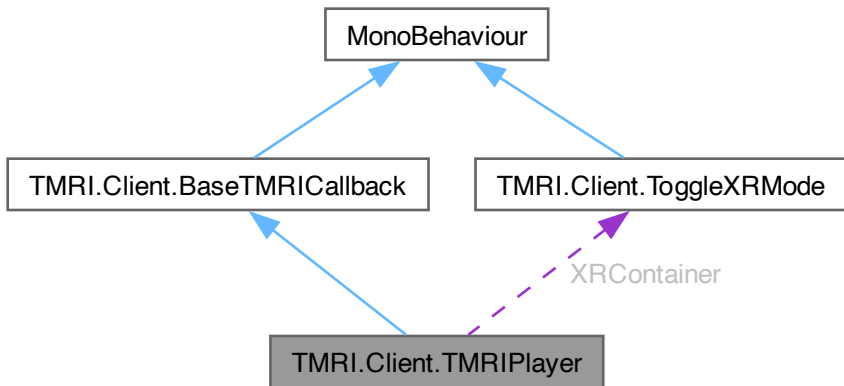 MonoBehaviour
TMRI.Client.BaseTMRICallback
TMRI.Client.ToggleXRMode
XRContainer
TMRI.Client.TMRIPlayer